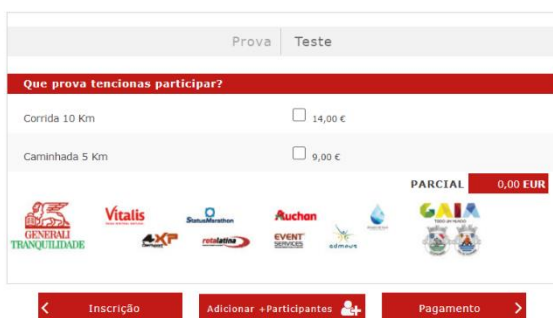 Prova Teste
Que prova tencionas participar?
Corrida 10 Km 14,00 €
Caminhada 5 Km 9,00 €
PARCIAL 0,00 EUR
GENERALI
TRANQUILIDADE
Vitalis
4XP
StatusMarathon
rotalatina
Auchan
EVENT
SERVICES
admave
GAIA
Inscrição
Adicionar +Participantes
Pagamento